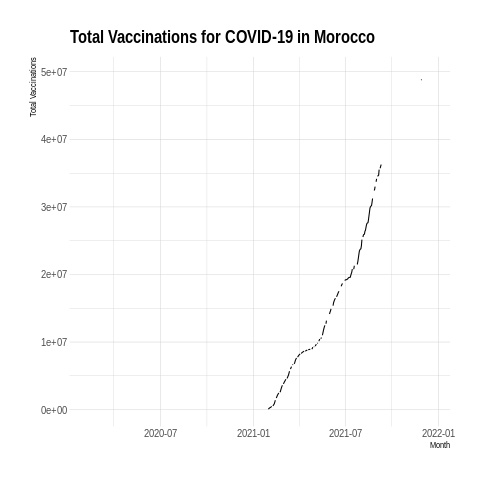 Total Vaccinations for COVID-19 in Morocco
Total Vaccinations
5e+07
4e+07
3e+07
2e+07
1e+07
0e+00
2020-07 2021-01 2021-07 2022-01
Month